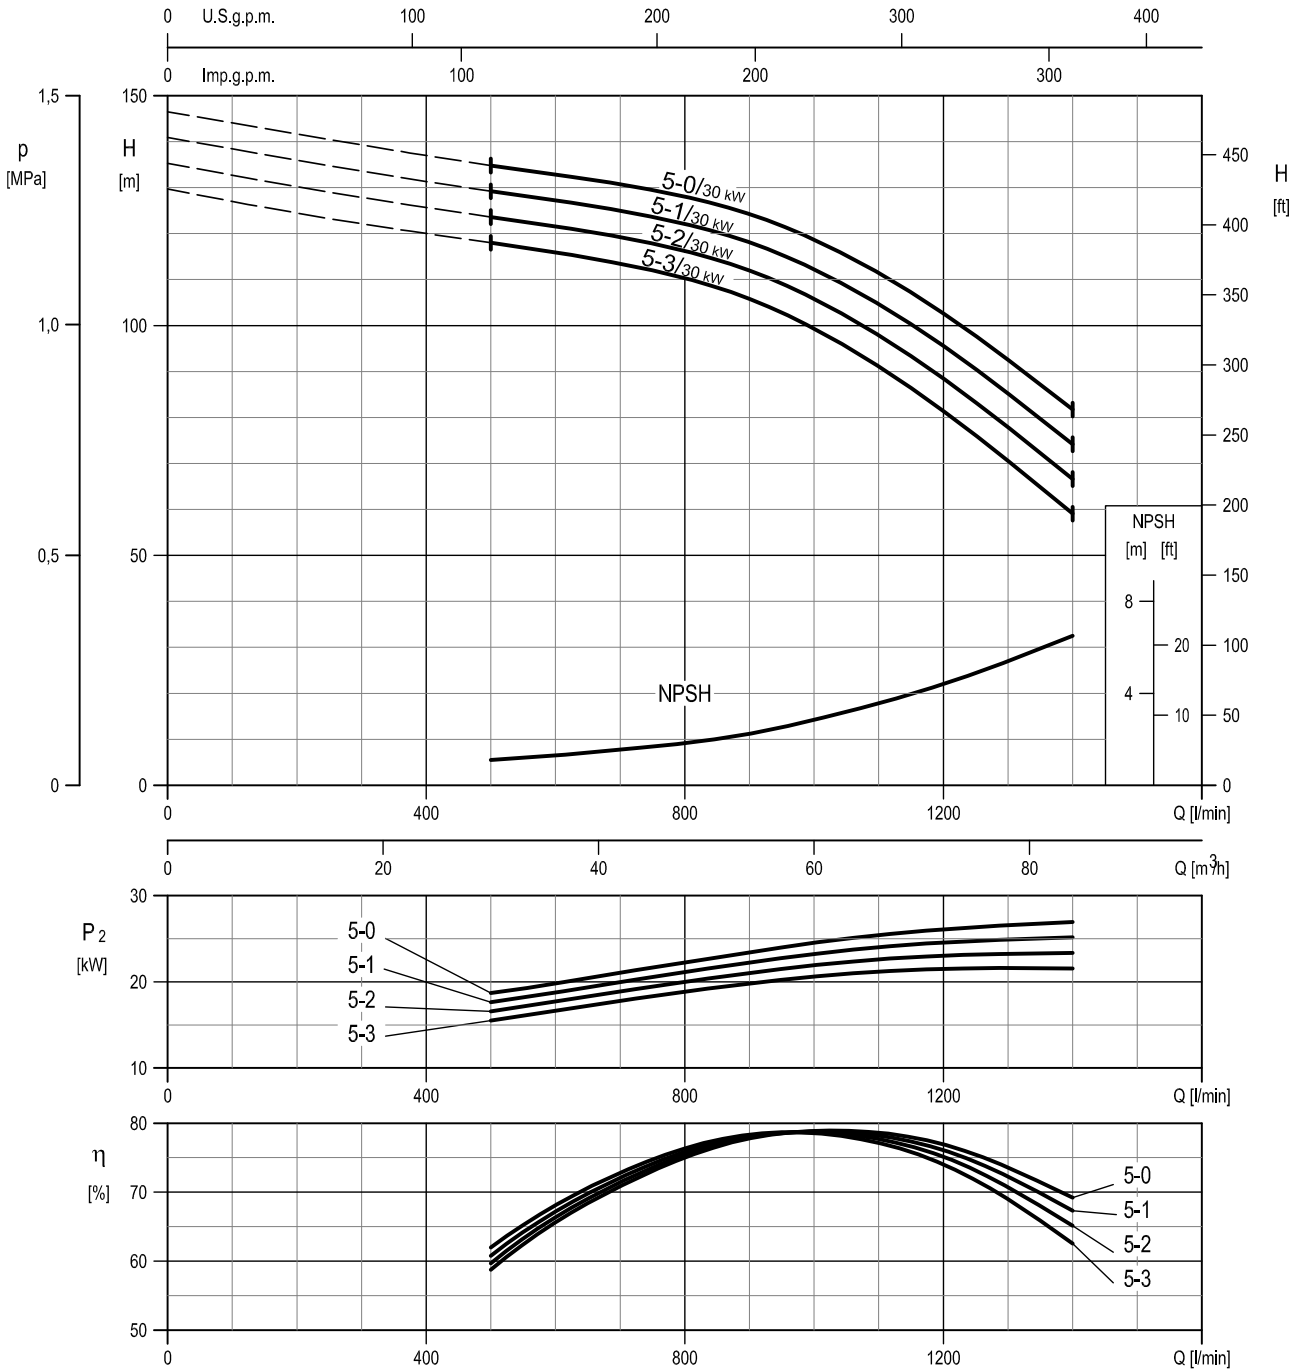 0 U.S.g.p.m. 100 200 300 400
0 Imp.g.p.m. 100 200 300
1,5 150
p H
[MPa] [m]
450
H
[ft]
400
350
1,0 100
300
250
200
0,5 50
150
100
50
0 0 0
5-0/30 kW
5-1/30 kW
5-2/30 kW
5-3/30 kW
NPSH
[m] [ft]
8
20
4
10
NPSH
0 400 800 1200 Q [l/min]
0 20 40 60 80 Q [m³/h]
30
P2
[kW]
20
10
5-0
5-1
5-2
5-3
0 400 800 1200 Q [l/min]
80
η
[%]
70
60
50
5-0
5-1
5-2
5-3
0 400 800 1200 Q [l/min]